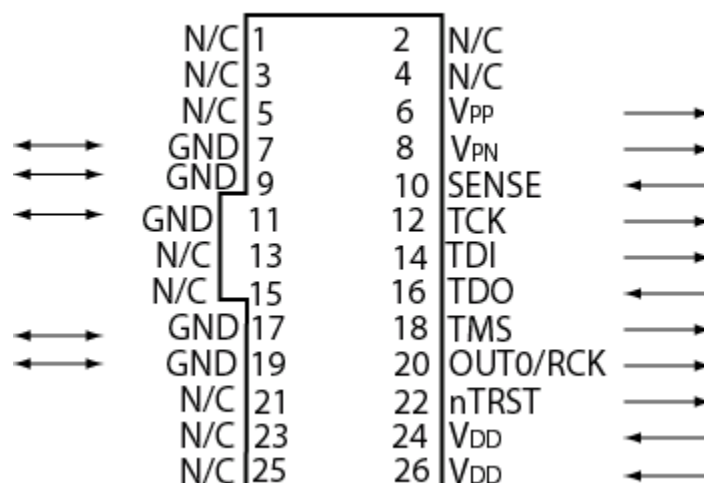 N/C 1 2 N/C
N/C 3 4 N/C
N/C 5 6 VPP
GND 7 8 VPN
GND 9 10 SENSE
GND 11 12 TCK
N/C 13 14 TDI
N/C 15 16 TDO
GND 17 18 TMS
GND 19 20 OUT0/RCK
N/C 21 22 nTRST
N/C 23 24 VDD
N/C 25 26 VDD